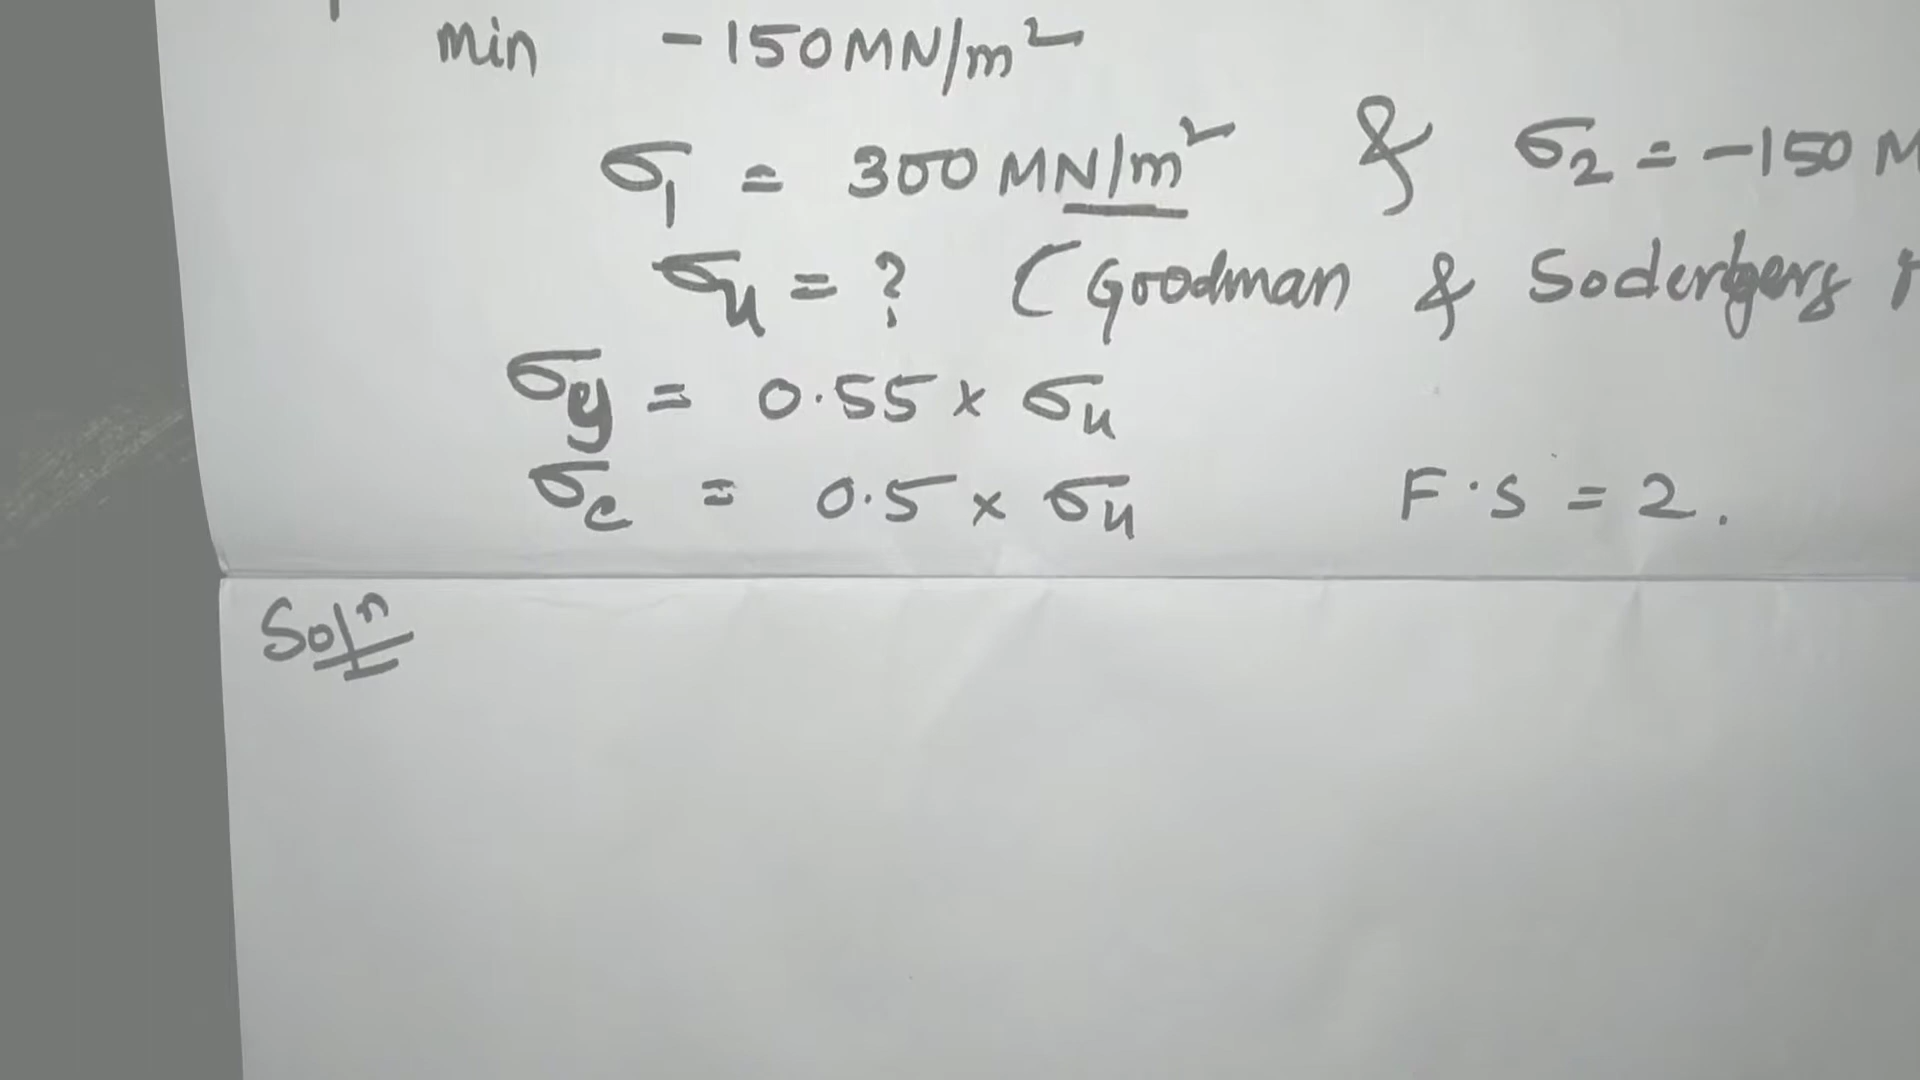 min -150MN/m²
σ₁ = 300 MN/m² & σ₂ = -150 M
σu = ? (Goodman & Soderberg
σy = 0.55 x σu
σe = 0.5 x σu F.S = 2.
Solⁿ